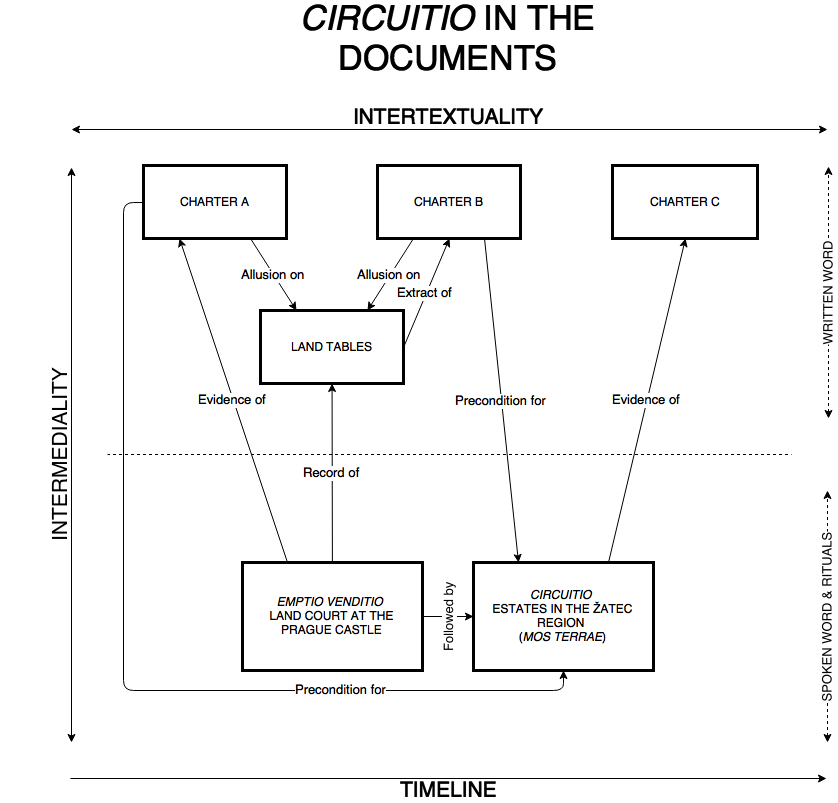 CIRCUITIO IN THE
DOCUMENTS
INTERTEXTUALITY
CHARTER A
CHARTER B
CHARTER C
Allusion on
Allusion on
Extract of
LAND TABLES
WRITTEN WORD
INTERMEDIALITY
Evidence of
Precondition for
Evidence of
Record of
EMPTIO VENDITIO
LAND COURT AT THE
PRAGUE CASTLE
Followed by
CIRCUITIO
ESTATES IN THE ŽATEC
REGION
(MOS TERRAE)
SPOKEN WORD & RITUALS
Precondition for
TIMELINE